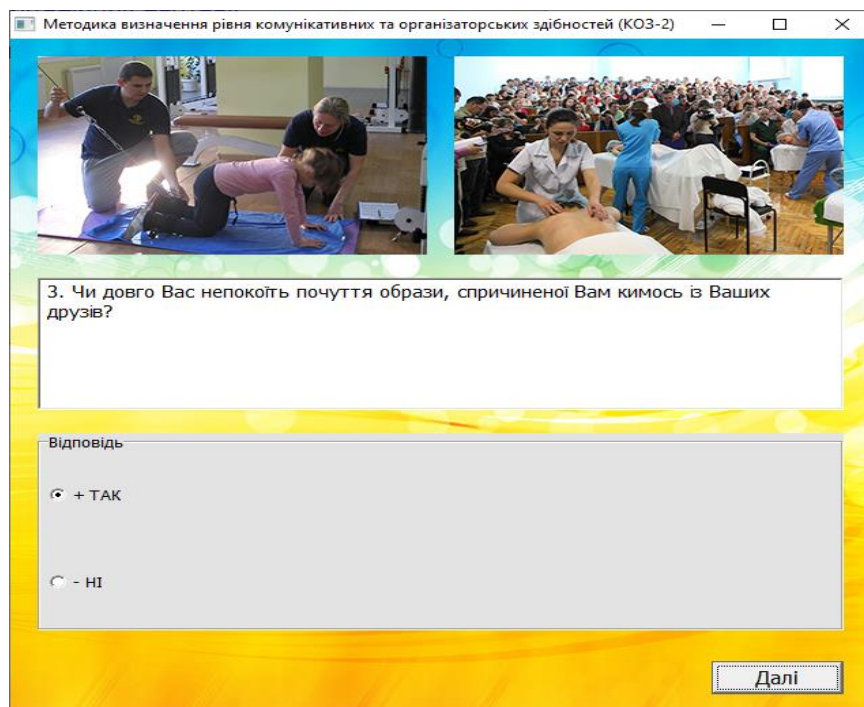 Методика визначення рівня комунікативних та організаторських здібностей (КОЗ-2)
3. Чи довго Вас непокоїть почуття образи, спричиненої Вам кимось із Ваших
друзів?
Відповідь
+ ТАК
- НІ
Далі